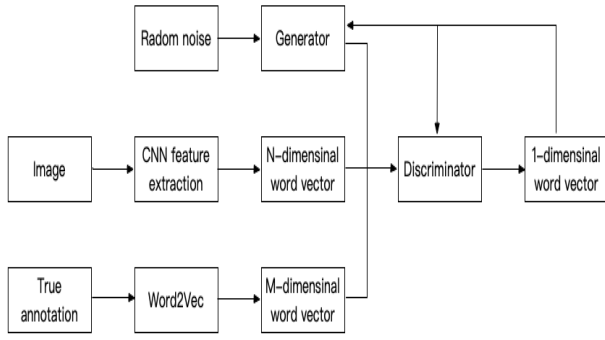 Radom noise
Generator
Image
CNN feature
extraction
N-dimensinal
word vector
Discriminator
1-dimensinal
word vector
True
annotation
Word2Vec
M-dimensinal
word vector